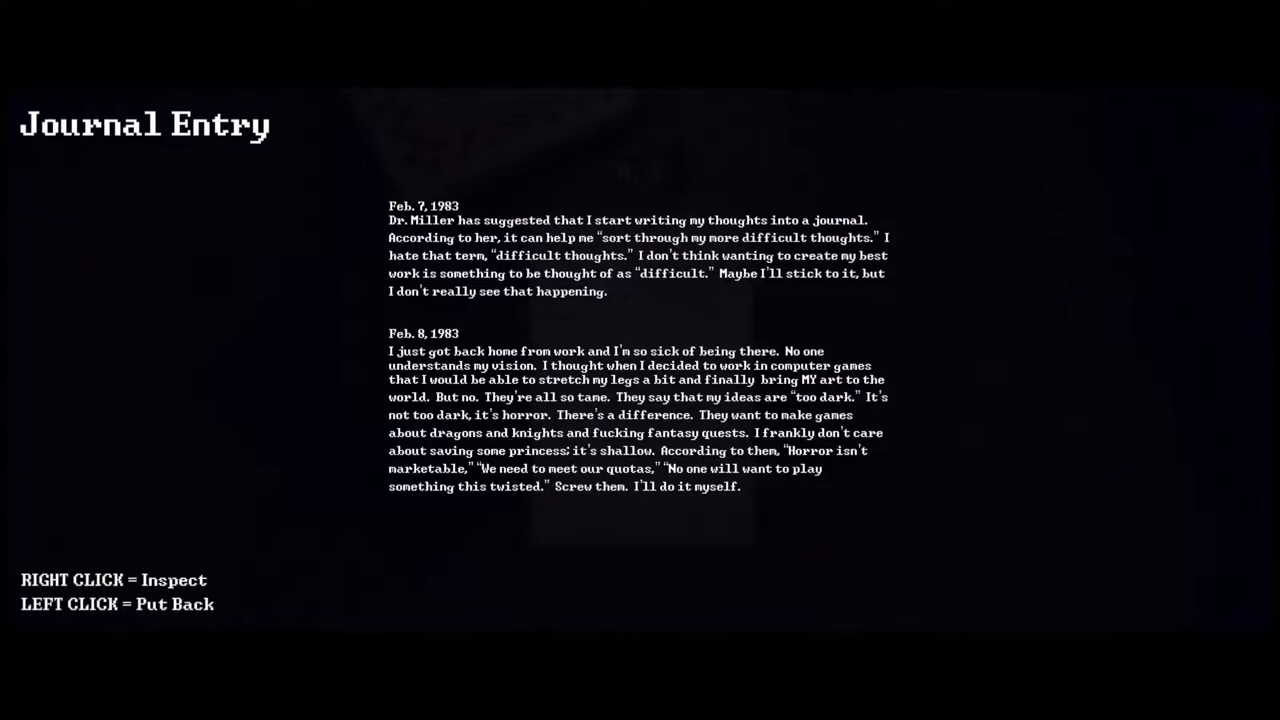 Journal Entry
Feb. 7, 1983
Dr. Miller has suggested that I start writing my thoughts into a journal.
According to her, it can help me “sort through my more difficult thoughts.” I
hate that term, “difficult thoughts.” I don't think wanting to create my best
work is something to be thought of as “difficult.” Maybe I'll stick to it, but
I don't really see that happening.
Feb. 8, 1983
I just got back home from work and I'm so sick of being there. No one
understands my vision. I thought when I decided to work in computer games
that I would be able to stretch my legs a bit and finally bring MY art to the
world. But no. They're all so tame. They say that my ideas are “too dark.” It's
not too dark, it's horror. There's a difference. They want to make games
about dragons and knights and fucking fantasy quests. I frankly don't care
about saving some princess; it's shallow. According to them, “Horror isn't
marketable,” “We need to meet our quotas,” “No one will want to play
something this twisted.” Screw them. I'll do it myself.
RIGHT CLICK = Inspect
LEFT CLICK = Put Back